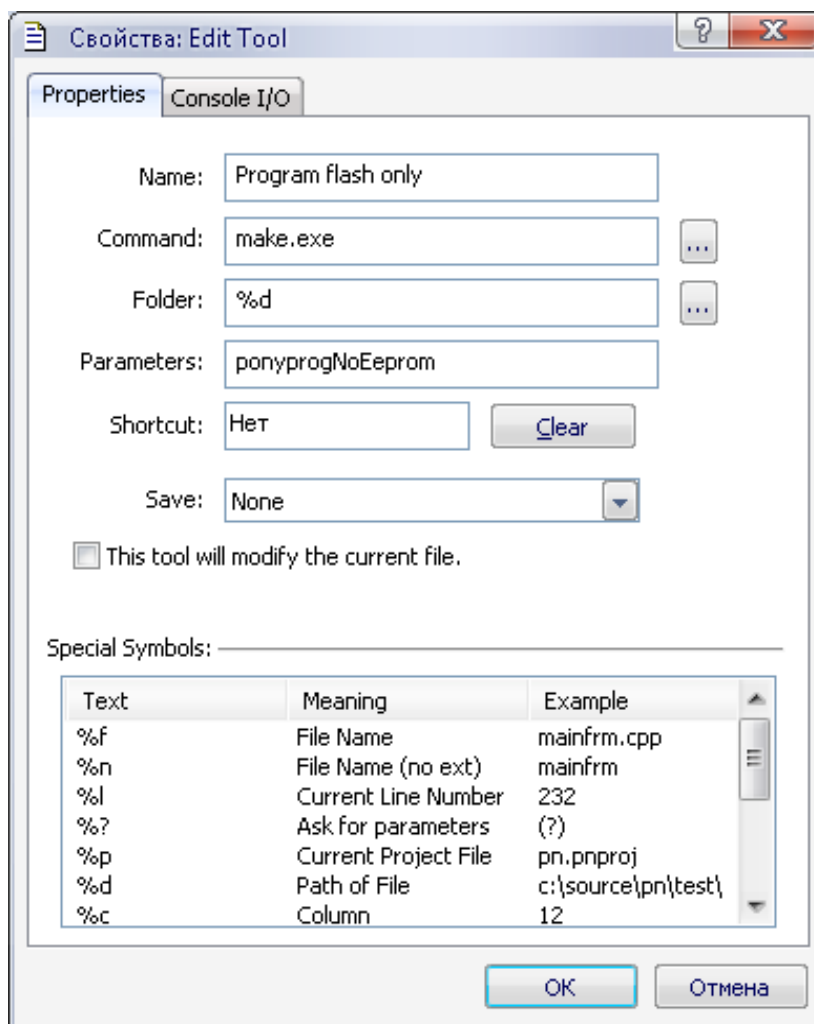 Свойства: Edit Tool
Properties Console I/O
Name: Program flash only
Command: make.exe ...
Folder: %d ...
Parameters: ponyprogNoEeprom
Shortcut: Нет Clear
Save: None
This tool will modify the current file.
Special Symbols:
Text Meaning Example
%f File Name mainfrm.cpp
%n File Name (no ext) mainfrm
%l Current Line Number 232
%? Ask for parameters (?)
%p Current Project File pn.pnproj
%d Path of File c:\source\pn\test\
%c Column 12
OK Отмена